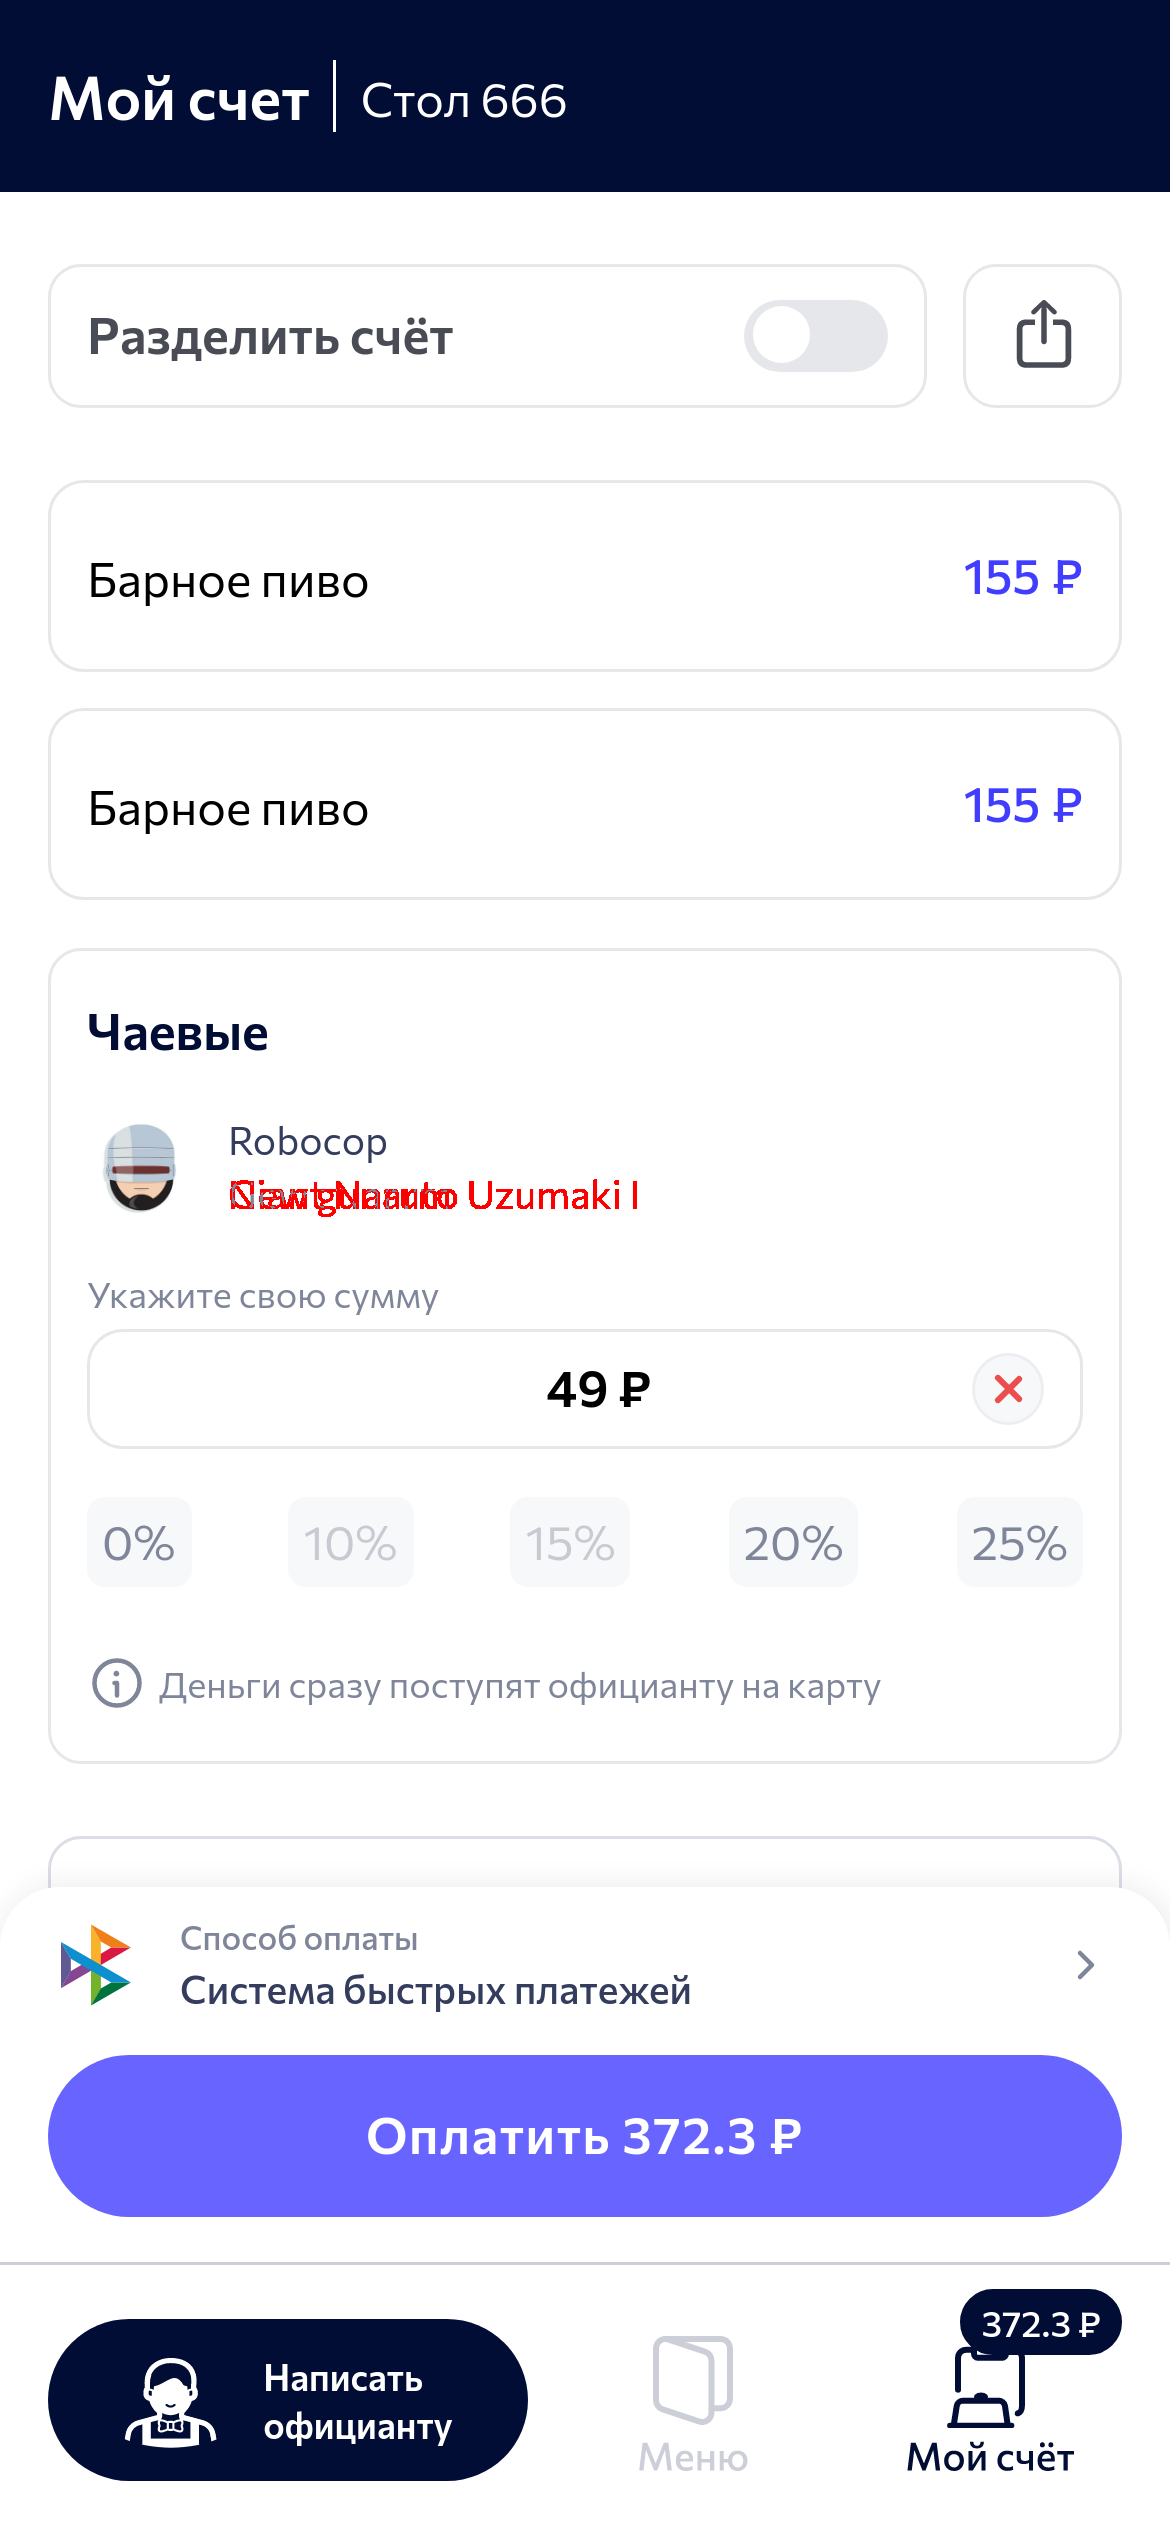 Мой счет
Стол 666
Разделить счёт
Барное пиво
155 ₽
Барное пиво
155 ₽
Чаевые
Robocop
Uzumaki I
Укажите свою сумму
49 ₽
0%
10%
15%
20%
25%
Деньги сразу поступят официанту на карту
Способ оплаты
Система быстрых платежей
Оплатить 372.3 ₽
372.3 ₽
Написать
официанту
Меню
Мой счёт